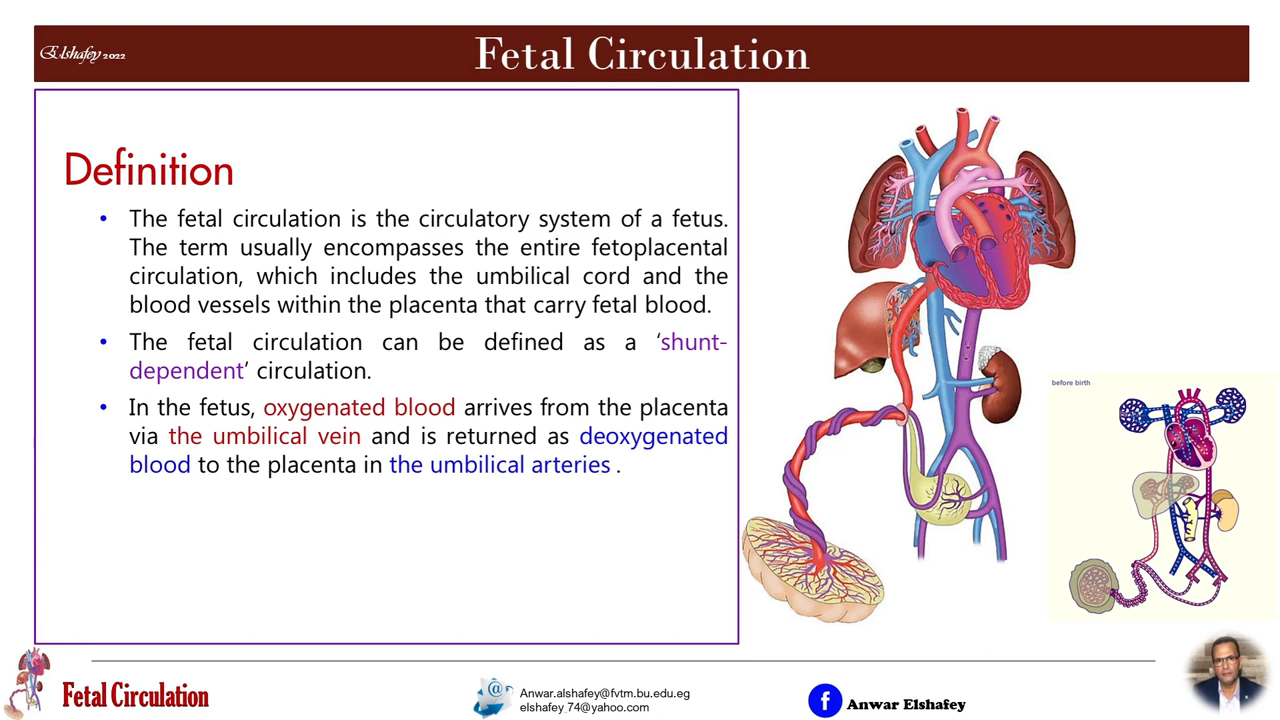 Elshafey 2022
Fetal Circulation
Definition
• The fetal circulation is the circulatory system of a fetus.
The term usually encompasses the entire fetoplacental
circulation, which includes the umbilical cord and the
blood vessels within the placenta that carry fetal blood.
• The fetal circulation can be defined as a ‘shunt-
dependent’ circulation.
• In the fetus, oxygenated blood arrives from the placenta
via the umbilical vein and is returned as deoxygenated
blood to the placenta in the umbilical arteries .
before birth
Fetal Circulation
Anwar.alshafey@fvtm.bu.edu.eg
elshafey 74@yahoo.com
Anwar Elshafey